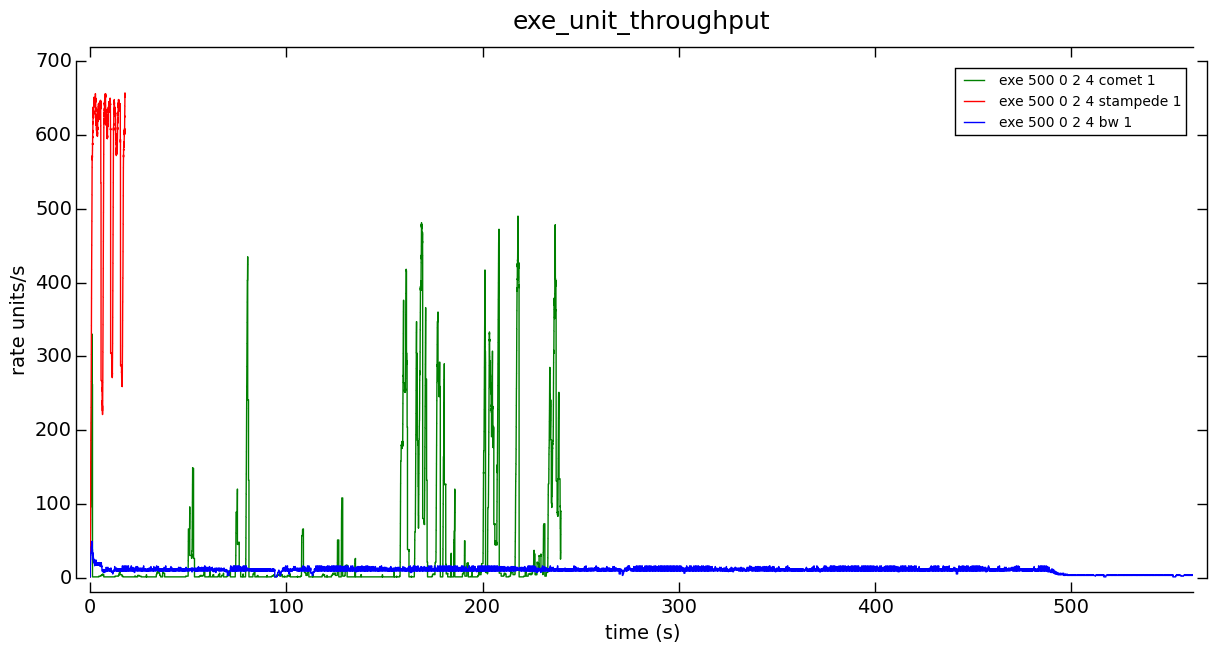 exe_unit_throughput
700
600
500
400
300
200
100
0
rate units/s
exe 500 0 2 4 comet 1
exe 500 0 2 4 stampede 1
exe 500 0 2 4 bw 1
0 100 200 300 400 500
time (s)